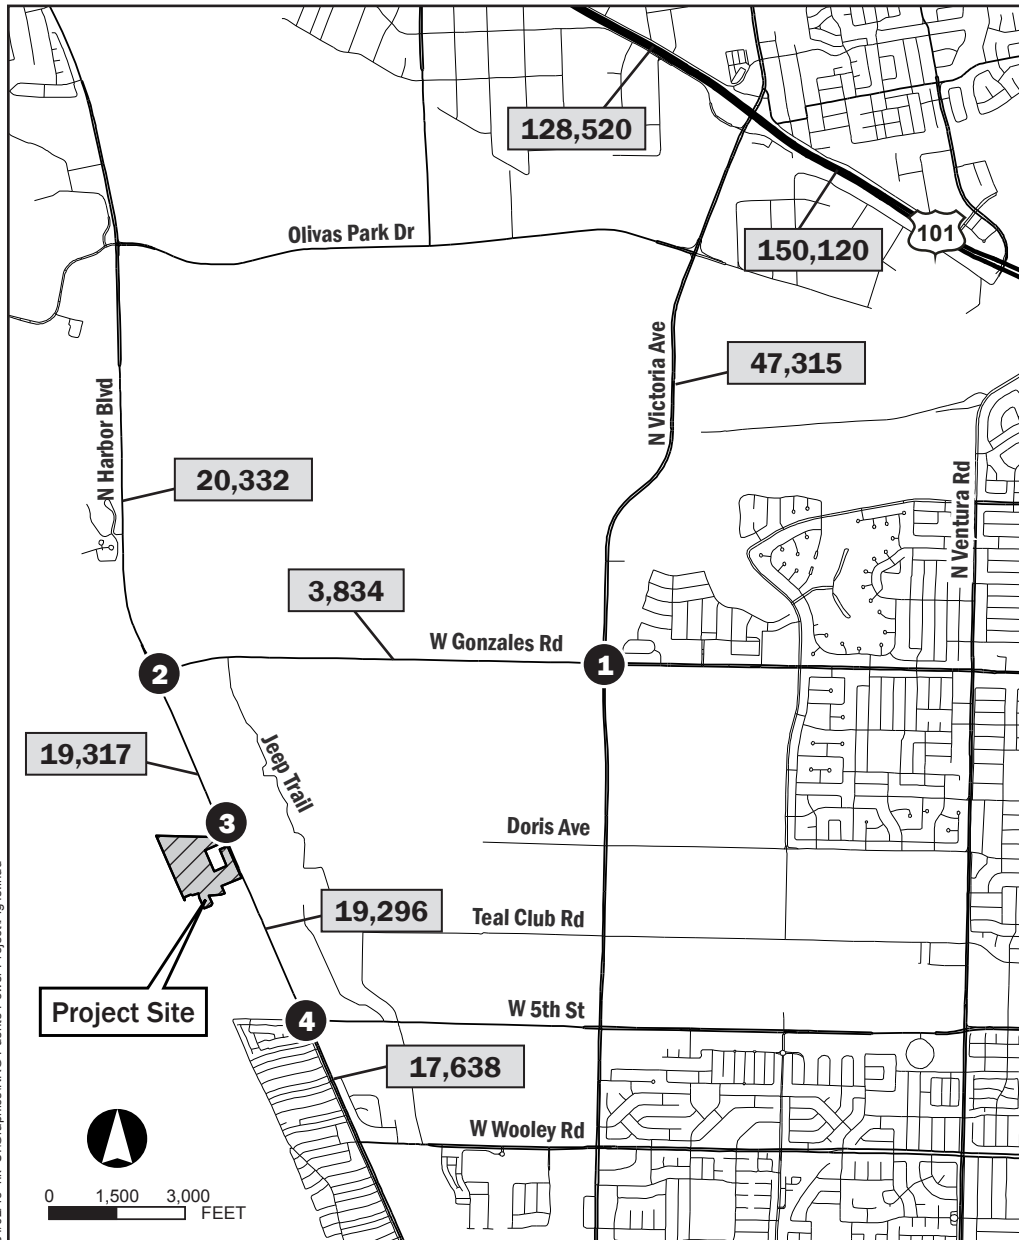 128,520
Olivas Park Dr
101
150,120
N Victoria Ave
47,315
N Harbor Blvd
20,332
N Ventura Rd
3,834
W Gonzales Rd
1
2
Jeep Trail
19,317
3
Doris Ave
19,296
Teal Club Rd
Project Site
W 5th St
4
17,638
W Wooley Rd
0 1,500 3,000
FEET